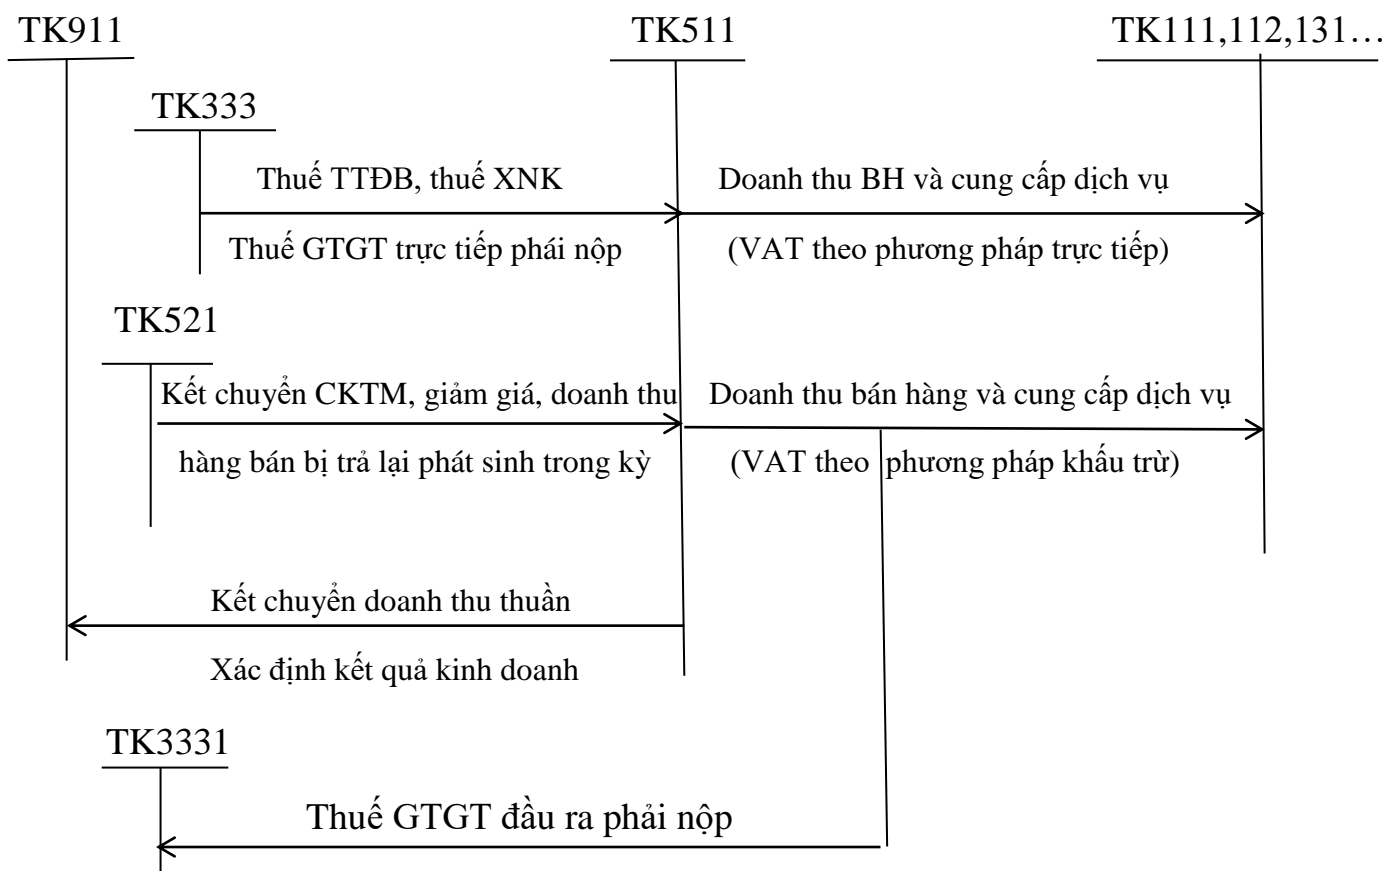 TK911
TK511
TK111,112,131…
TK333
Thuế TTĐB, thuế XNK
Doanh thu BH và cung cấp dịch vụ
Thuế GTGT trực tiếp phái nộp
(VAT theo phương pháp trực tiếp)
TK521
Kết chuyển CKTM, giảm giá, doanh thu
Doanh thu bán hàng và cung cấp dịch vụ
hàng bán bị trả lại phát sinh trong kỳ
(VAT theo phương pháp khấu trừ)
Kết chuyển doanh thu thuần
Xác định kết quả kinh doanh
TK3331
Thuế GTGT đầu ra phải nộp